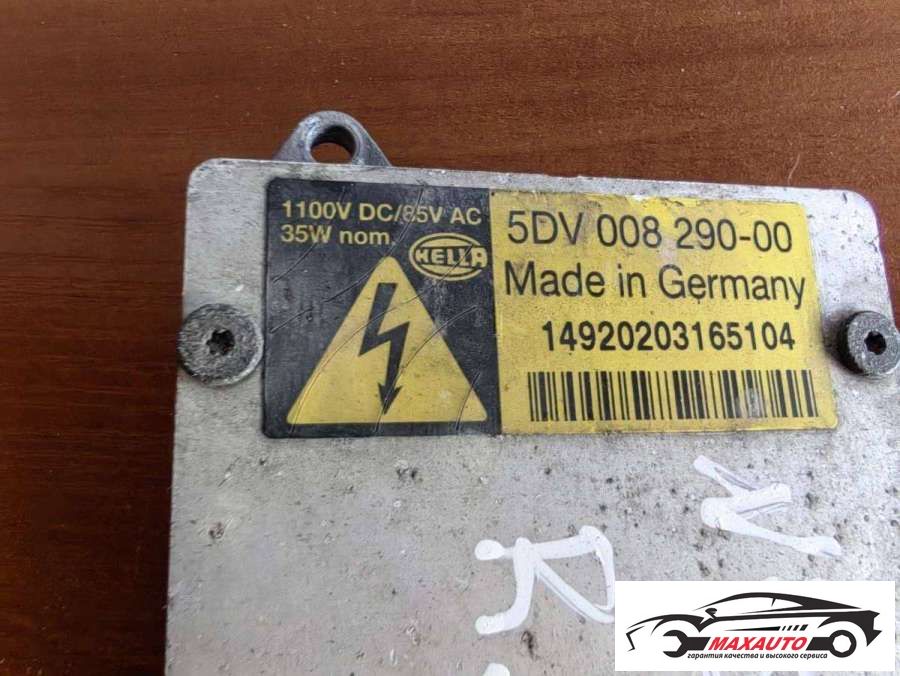 1100V DC/85V AC
35W nom.
HELLA
5DV 008 290-00
Made in Germany
14920203165104
R
MAXAUTO
гарантия качества и высокого сервиса